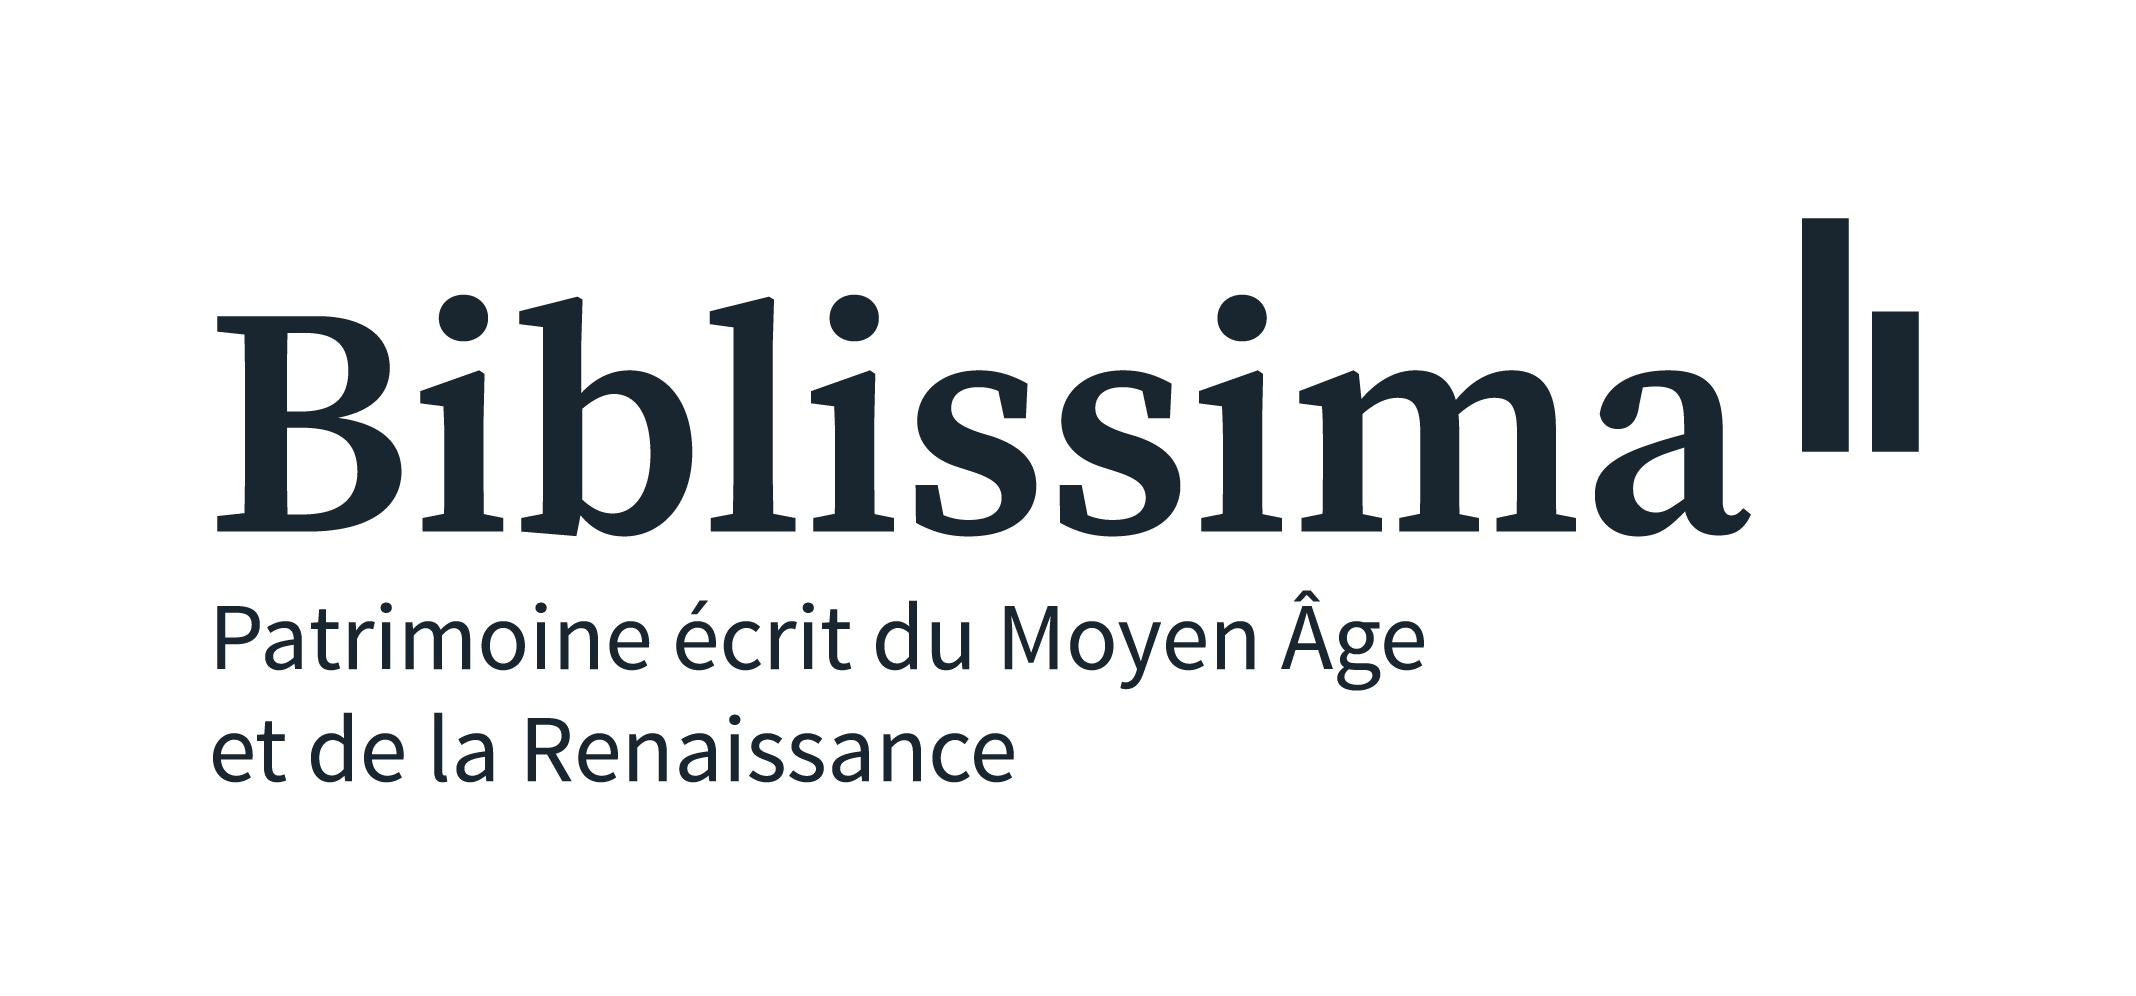 Biblissima
Patrimoine écrit du Moyen Âge
et de la Renaissance